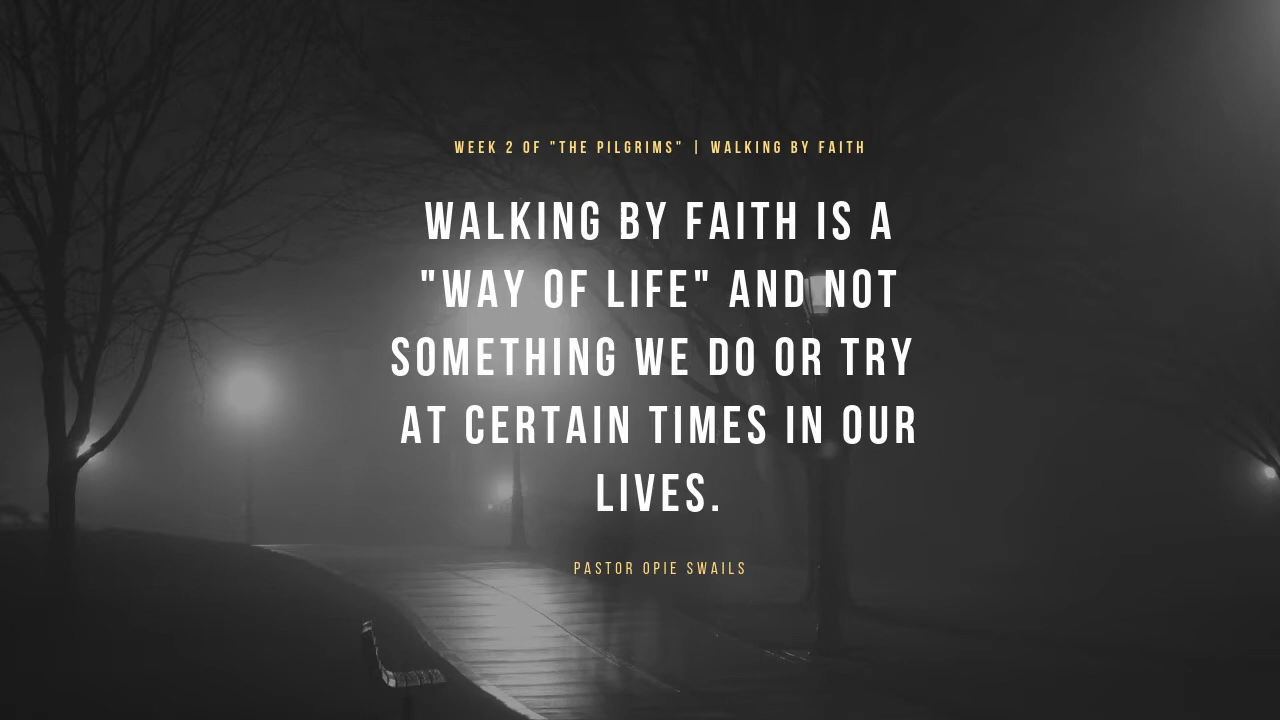 WEEK 2 OF "THE PILGRIMS" | WALKING BY FAITH
WALKING BY FAITH IS A
"WAY OF LIFE" AND NOT
SOMETHING WE DO OR TRY
AT CERTAIN TIMES IN OUR
LIVES.
PASTOR OPIE SWAILS